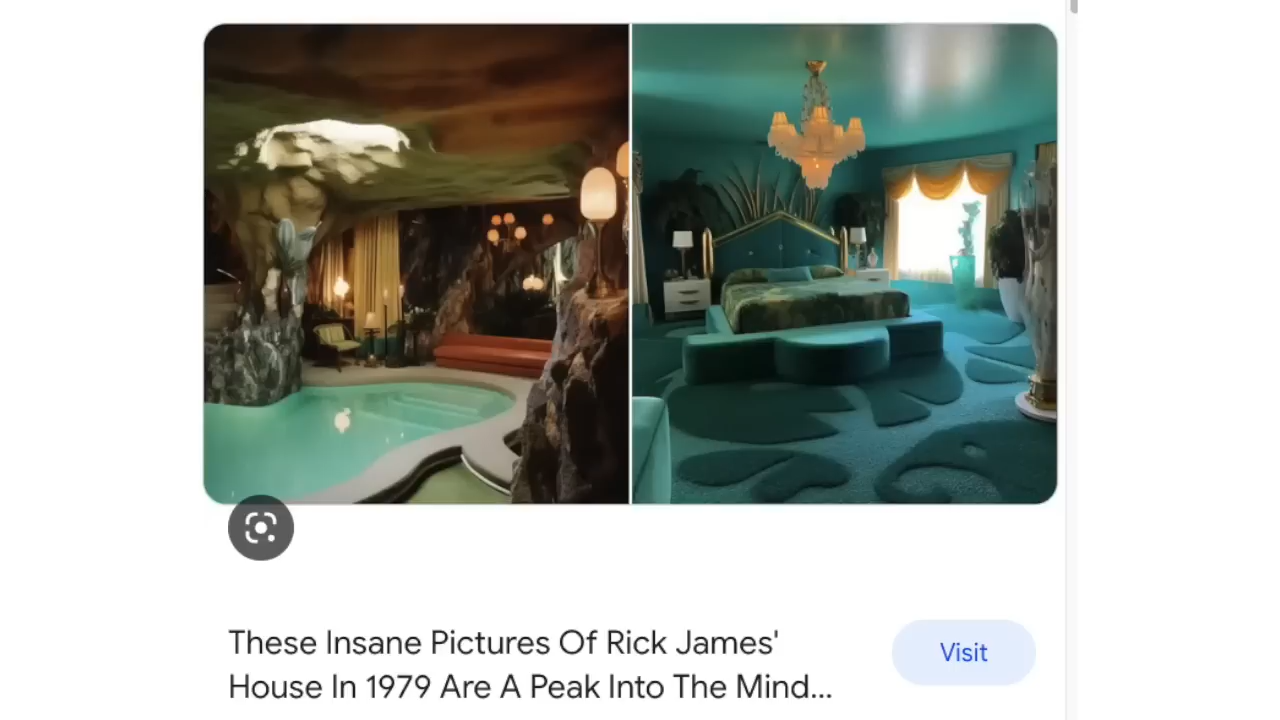 These Insane Pictures Of Rick James'
House In 1979 Are A Peak Into The Mind...
Visit